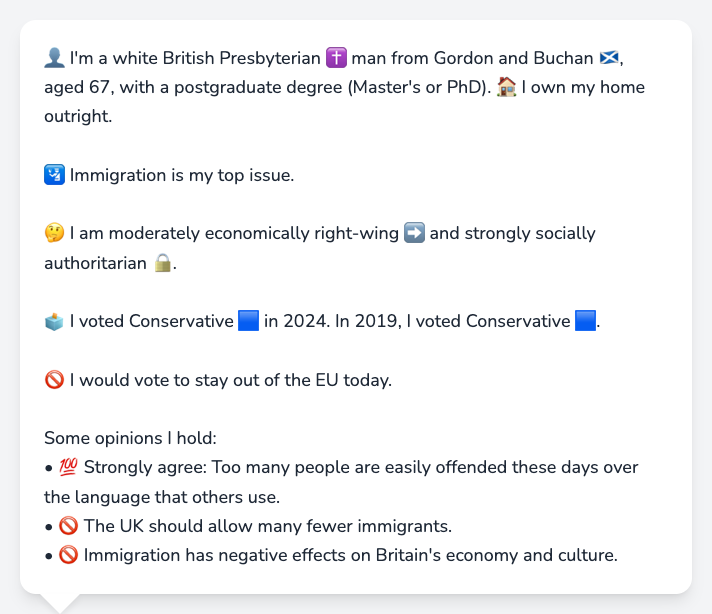 👤 I'm a white British Presbyterian ✝️ man from Gordon and Buchan 🏴󠁧󠁢󠁳󠁣󠁴󠁿,
aged 67, with a postgraduate degree (Master's or PhD). 🏠 I own my home
outright.
🛂 Immigration is my top issue.
🤔 I am moderately economically right-wing ➡️ and strongly socially
authoritarian 🔒.
🗳️ I voted Conservative 🟦 in 2024. In 2019, I voted Conservative 🟦.
🚫 I would vote to stay out of the EU today.
Some opinions I hold:
• 💯 Strongly agree: Too many people are easily offended these days over
the language that others use.
• 🚫 The UK should allow many fewer immigrants.
• 🚫 Immigration has negative effects on Britain's economy and culture.